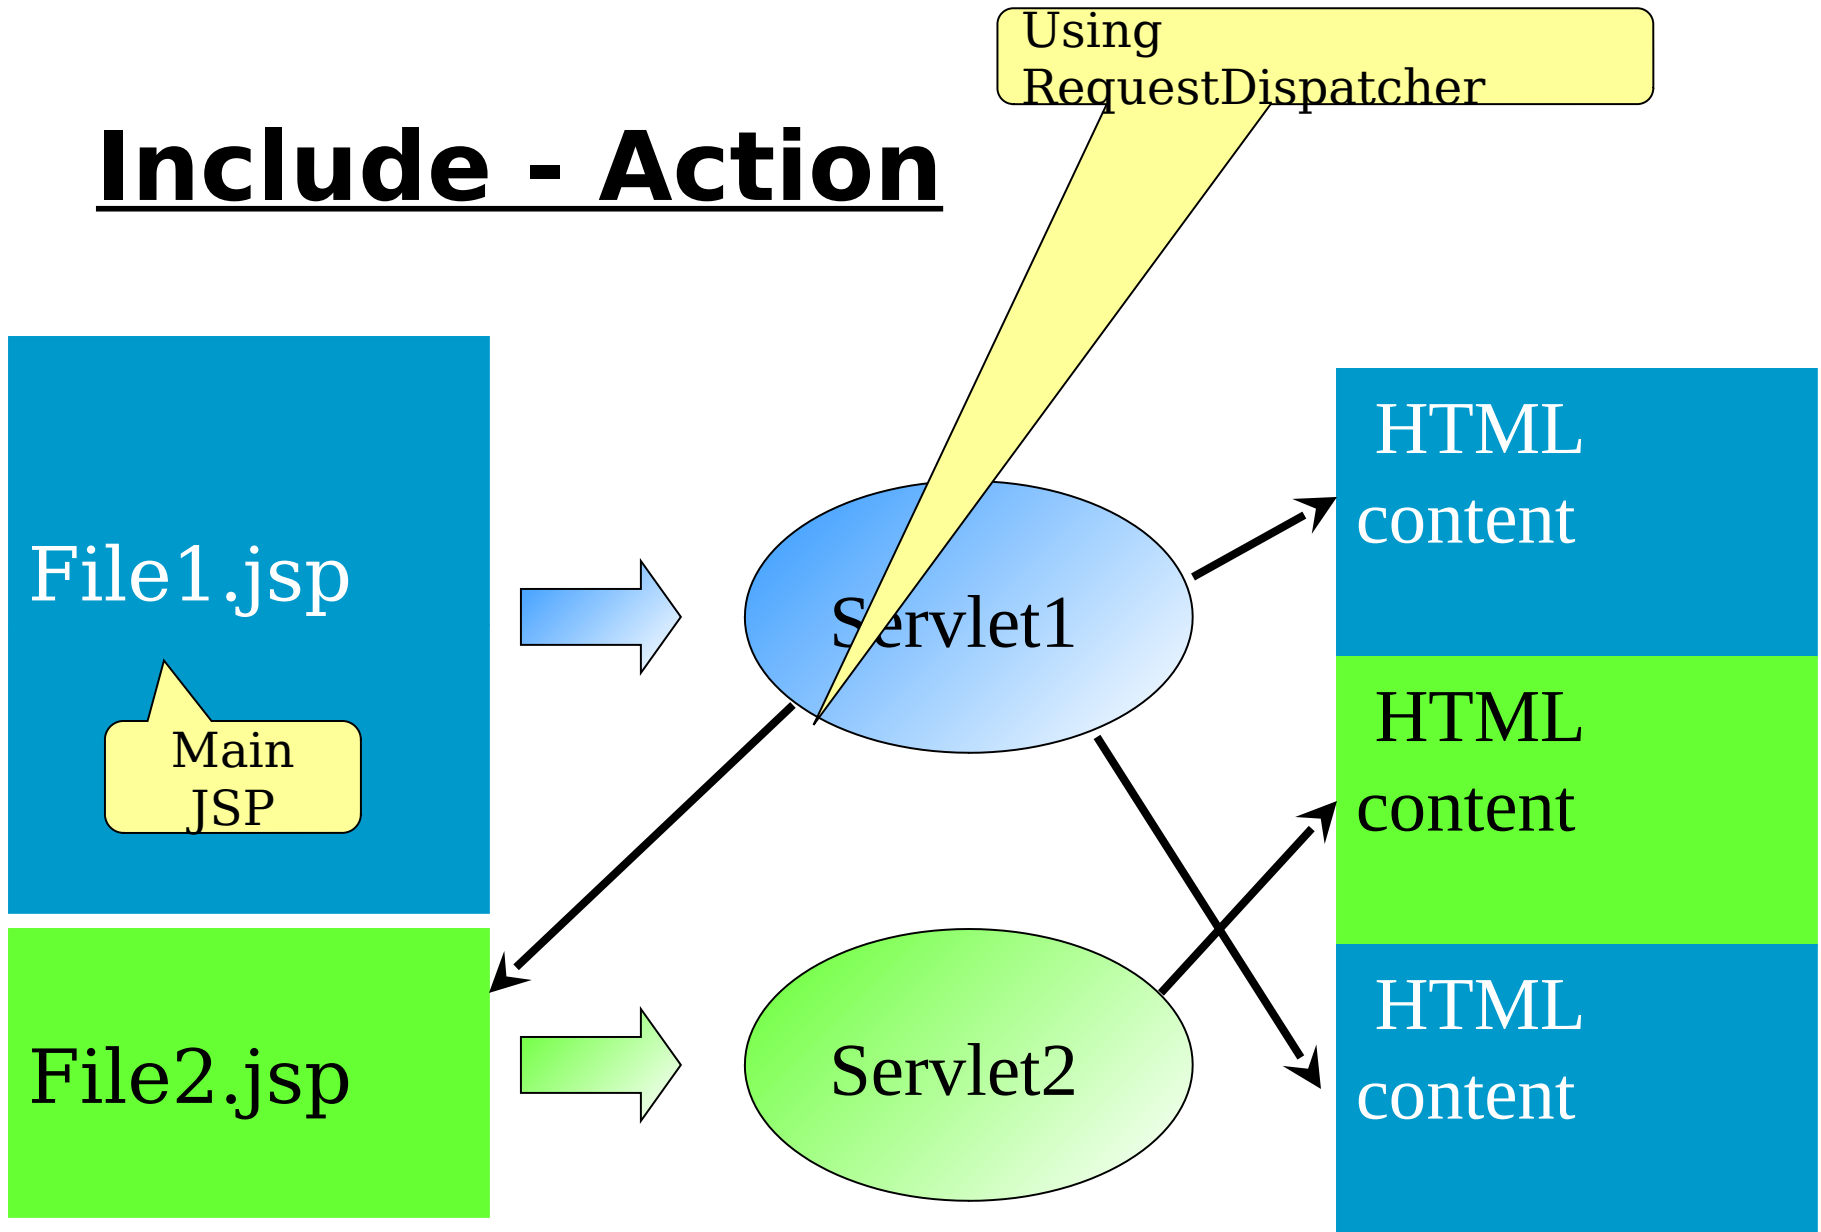 Using
RequestDispatcher
Include - Action
File1.jsp
Main
JSP
File2.jsp
Servlet1
Servlet2
HTML
content
HTML
content
HTML
content